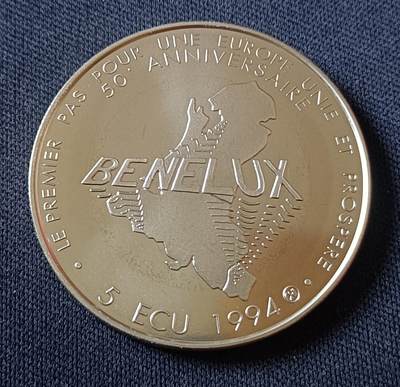 • LE PREMIER PAS POUR UNE EUROPE UNIE ET PROSPERE •
50e ANNIVERSAIRE
BENELUX
5 ECU 1994